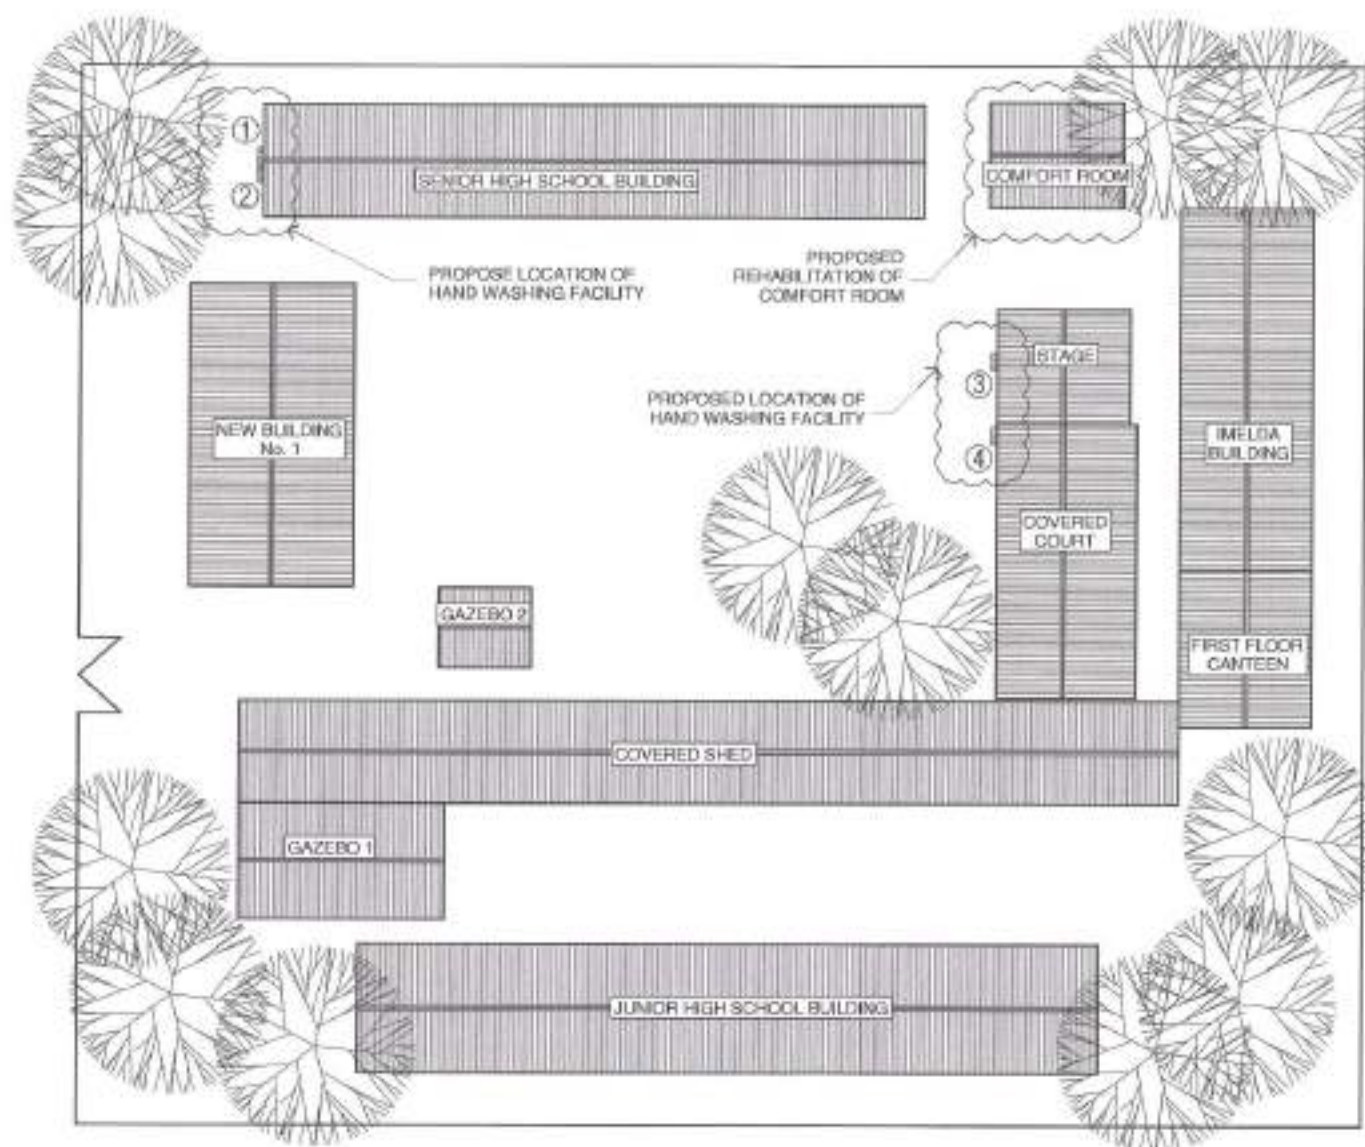 ①
②
SENIOR HIGH SCHOOL BUILDING
COMFORT ROOM
PROPOSE LOCATION OF
HAND WASHING FACILITY
PROPOSED
REHABILITATION OF
COMFORT ROOM
STAGE
③
PROPOSED LOCATION OF
HAND WASHING FACILITY
④
NEW BUILDING
No. 1
IMELDA
BUILDING
COVERED
COURT
GAZEBO 2
FIRST FLOOR
CANTEEN
COVERED SHED
GAZEBO 1
JUNIOR HIGH SCHOOL BUILDING